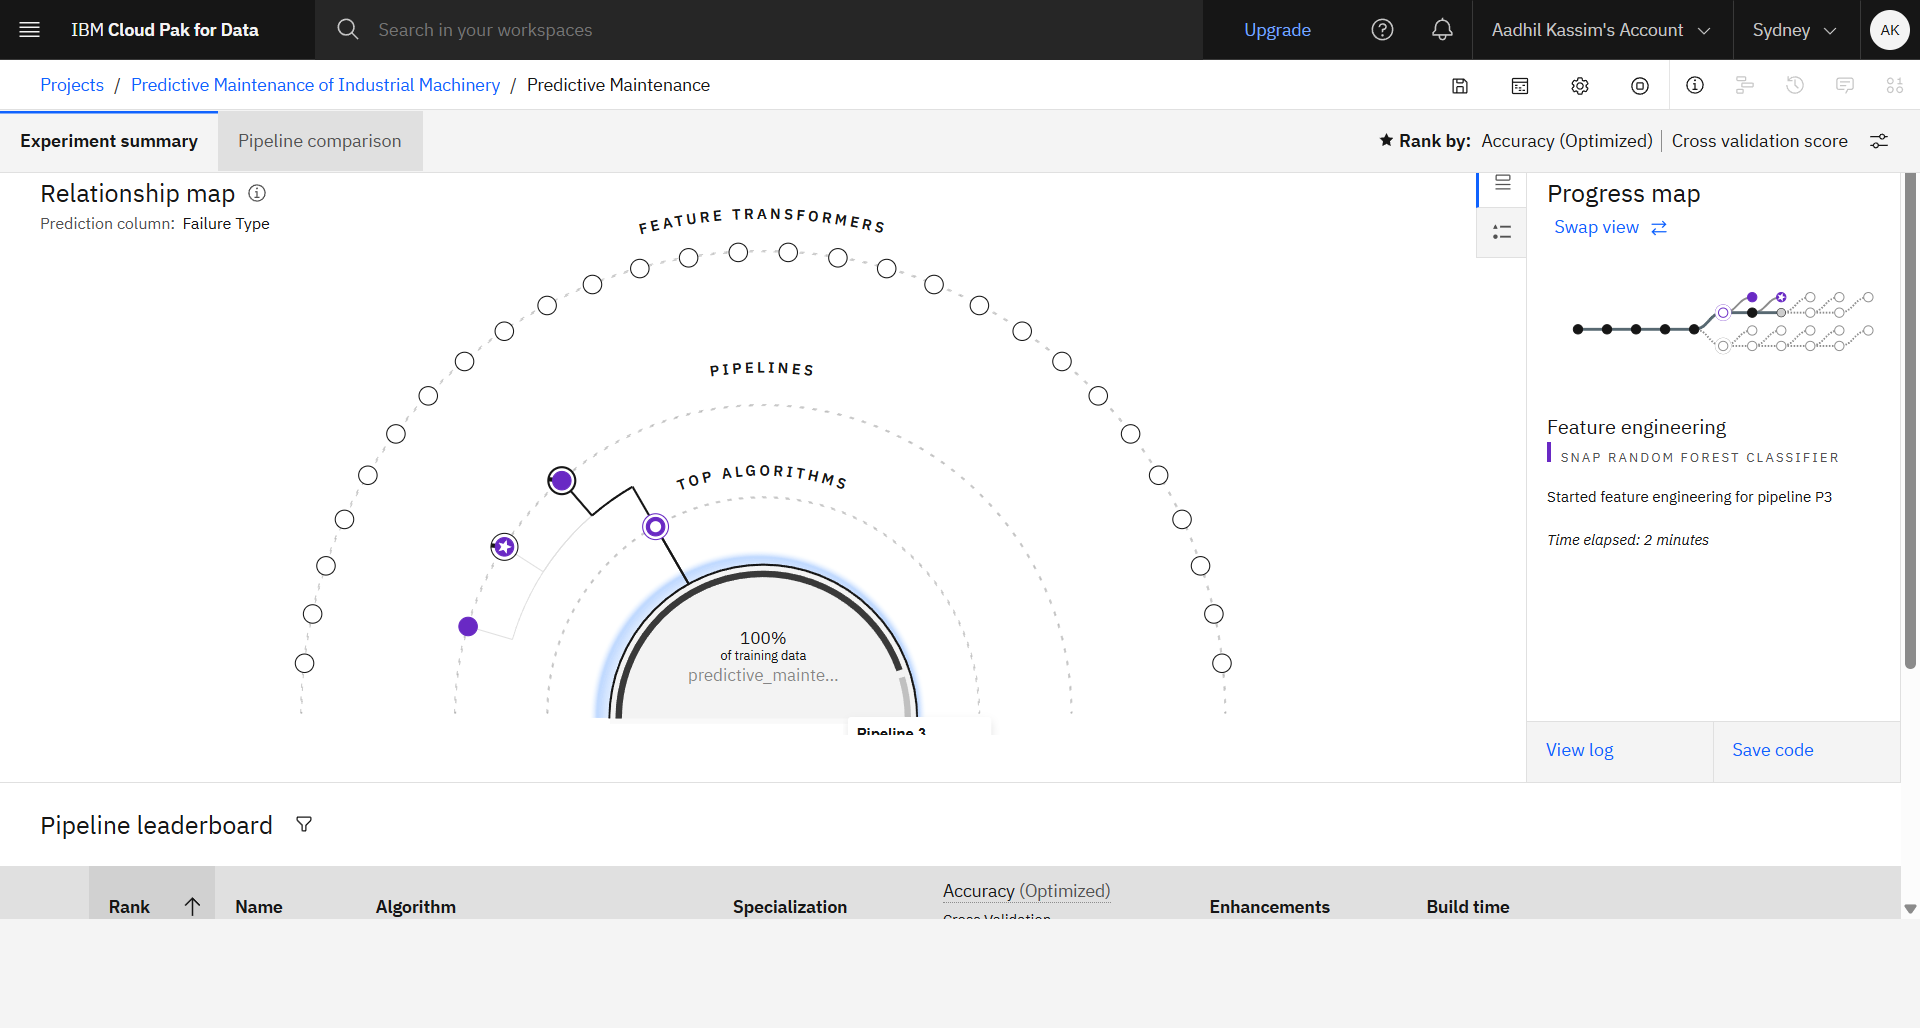 IBM Cloud Pak for Data
Search in your workspaces
Upgrade
Aadhil Kassim's Account
Sydney
AK
Projects / Predictive Maintenance of Industrial Machinery / Predictive Maintenance
Experiment summary
Pipeline comparison
Rank by: Accuracy (Optimized) | Cross validation score
Relationship map
Prediction column: Failure Type
FEATURE TRANSFORMERS
PIPELINES
TOP ALGORITHMS
100%
of training data
predictive_mainte...
Pipeline 3
Progress map
Swap view
Feature engineering
SNAP RANDOM FOREST CLASSIFIER
Started feature engineering for pipeline P3
Time elapsed: 2 minutes
View log
Save code
Pipeline leaderboard
Rank
Name
Algorithm
Specialization
Accuracy (Optimized)
Cross Validation
Enhancements
Build time